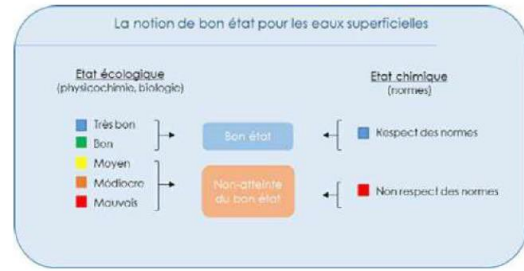 La notion de bon état pour les eaux superficielles
Etat écologique
(physicochimie, biologie)
Très bon
Bon
Moyen
Médiocre
Mauvais
Bon état
Non-atteinte
du bon état
Etat chimique
(normes)
Respect des normes
Non respect des normes